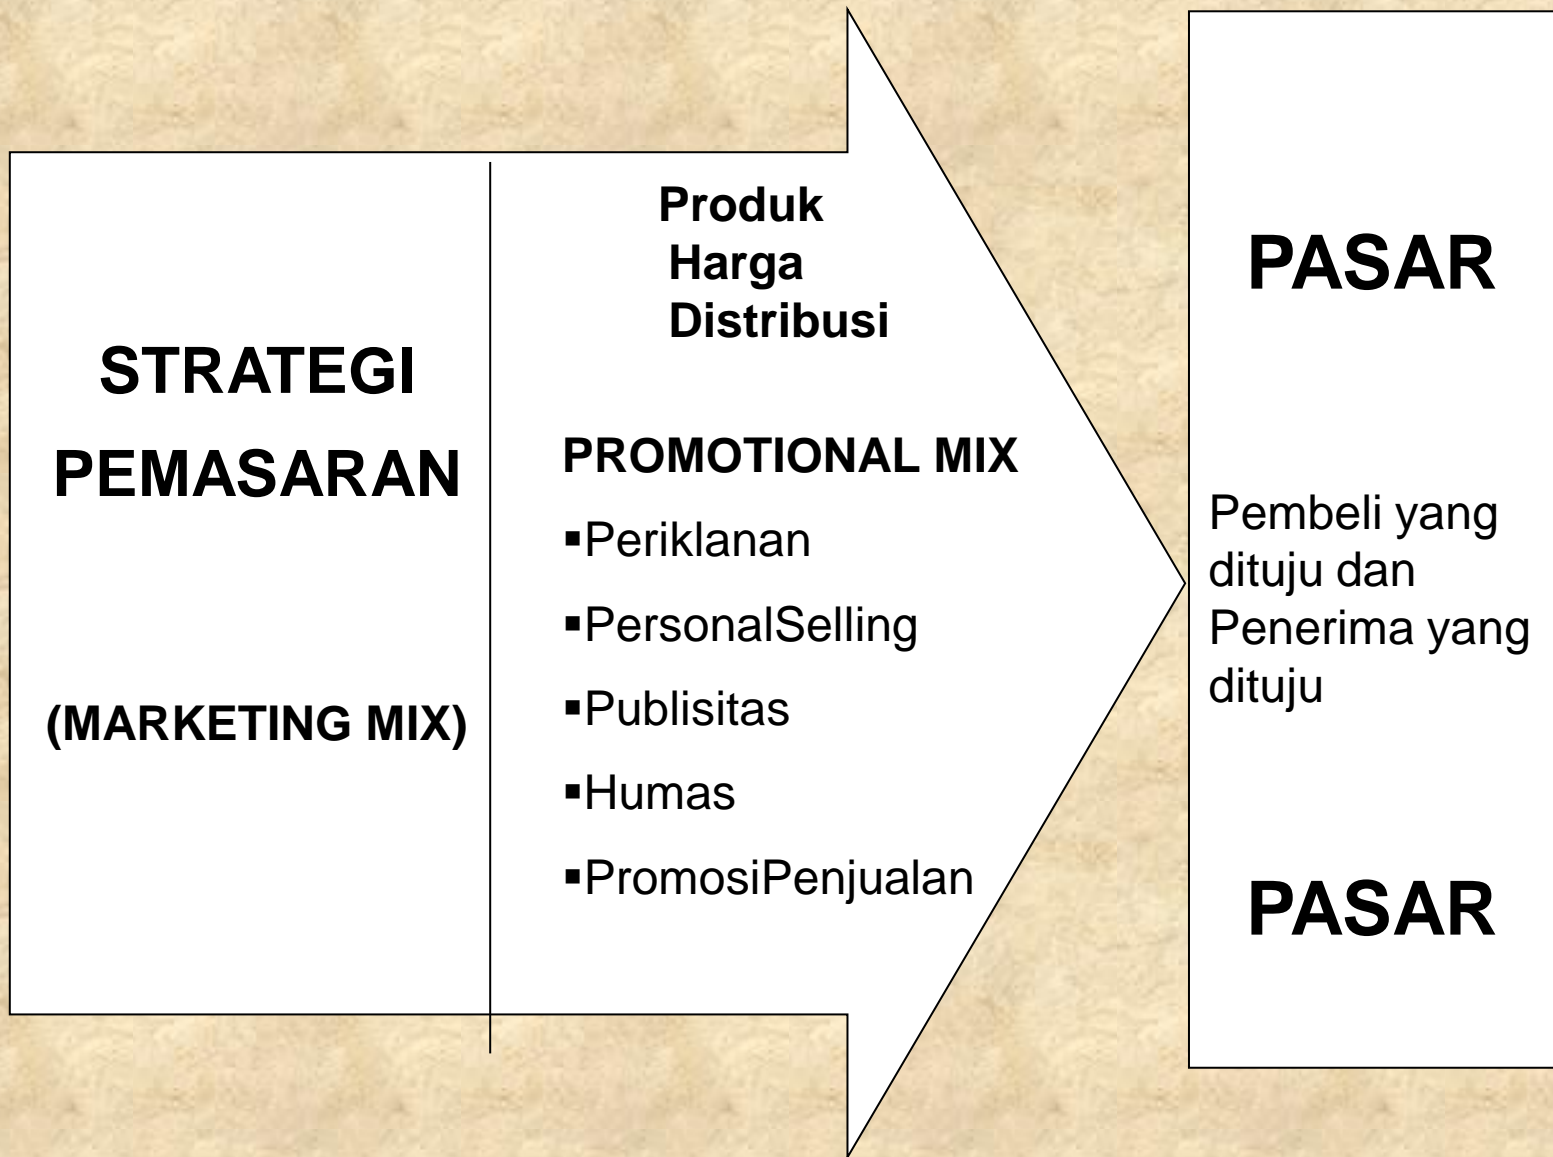 STRATEGI
PEMASARAN
(MARKETING MIX)
Produk
Harga
Distribusi
PROMOTIONAL MIX
▪Periklanan
▪PersonalSelling
▪Publisitas
▪Humas
▪PromosiPenjualan
PASAR
Pembeli yang
dituju dan
Penerima yang
dituju
PASAR